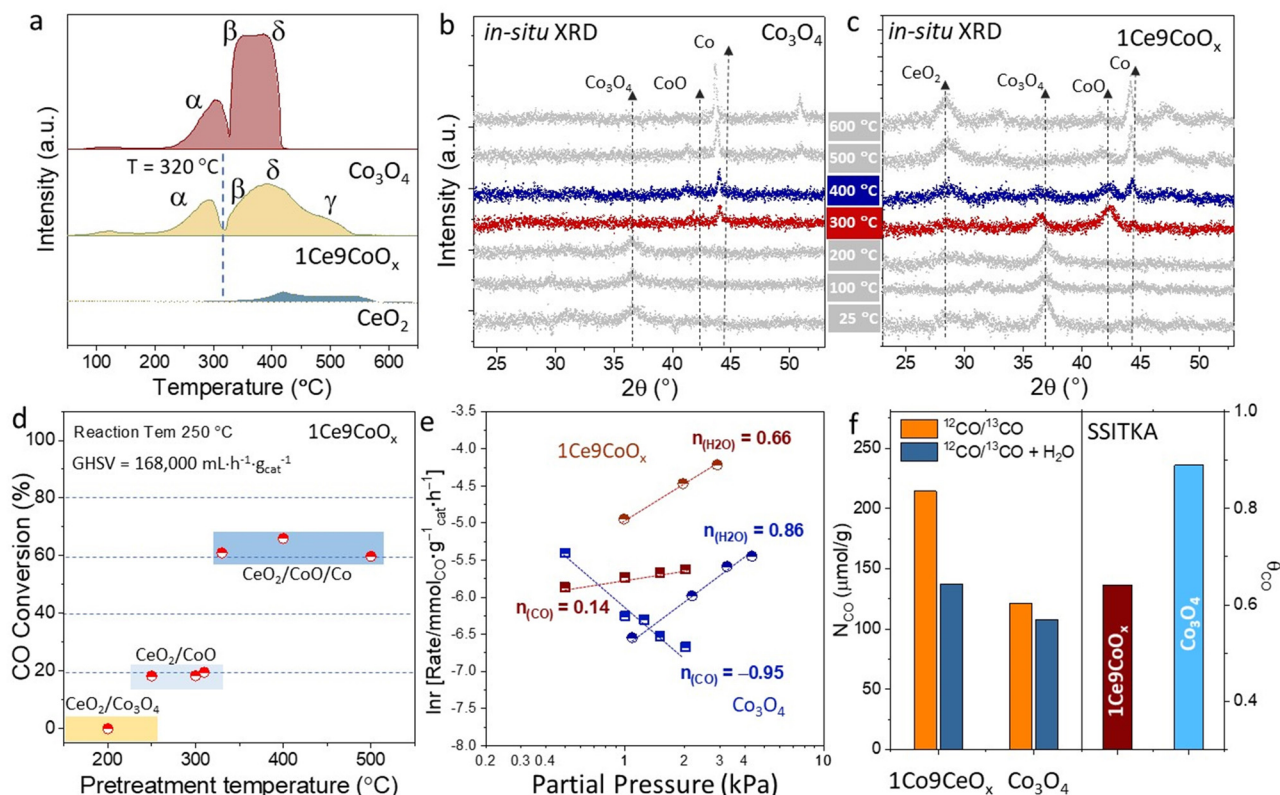 a
β
δ
α
Co3O4
T = 320 °C
α
β
δ
γ
1Ce9CoOx
CeO2
Intensity (a.u.)
100 200 300 400 500 600
Temperature (°C)
b
in-situ XRD
Co3O4
Co
Co3O4
CoO
Intensity (a.u.)
25 30 35 40 45 50
2θ (°)
600 °C
500 °C
400 °C
300 °C
200 °C
100 °C
25 °C
c
in-situ XRD
1Ce9CoOx
CeO2
Co3O4
CoO
Co
25 30 35 40 45 50
2θ (°)
d
Reaction Tem 250 °C
1Ce9CoOx
GHSV = 168,000 mL·h⁻¹·gcat⁻¹
CeO2/CoO/Co
CeO2/CoO
CeO2/Co3O4
CO Conversion (%)
100
80
60
40
20
0
200 300 400 500
Pretreatment temperature (°C)
e
n(H2O) = 0.66
1Ce9CoOx
n(H2O) = 0.86
n(CO) = 0.14
n(CO) = −0.95
Co3O4
lnr [Rate/mmolCO·g⁻¹cat·h⁻¹]
-3.5
-4.0
-4.5
-5.0
-5.5
-6.0
-6.5
-7.0
-7.5
-8.0
0.2 0.3 0.4 1 2 3 4 10
Partial Pressure (kPa)
f
¹²CO/¹³CO
¹²CO/¹³CO + H2O
SSITKA
NCO (μmol/g)
250
200
150
100
50
0
1Co9CeOx
Co3O4
1Ce9CoOx
Co3O4
1.0
0.8
0.6
0.4
θCO